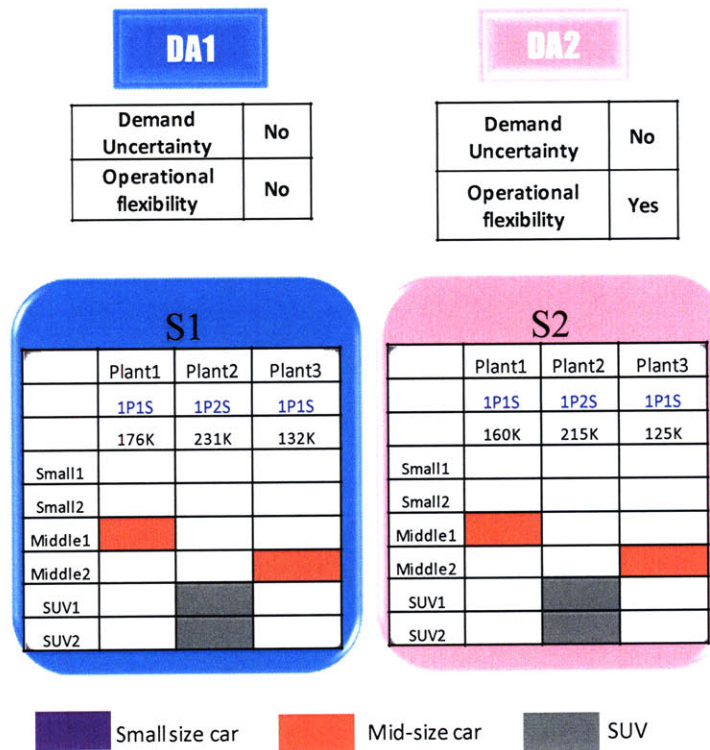 DA1
DA2
Demand
Uncertainty
No
Operational
flexibility
No
Demand
Uncertainty
No
Operational
flexibility
Yes
S1
Plant1 Plant2 Plant3
1P1S 1P2S 1P1S
176K 231K 132K
Small1
Small2
Middle1
Middle2
SUV1
SUV2
S2
Plant1 Plant2 Plant3
1P1S 1P2S 1P1S
160K 215K 125K
Small1
Small2
Middle1
Middle2
SUV1
SUV2
Small size car Mid-size car SUV